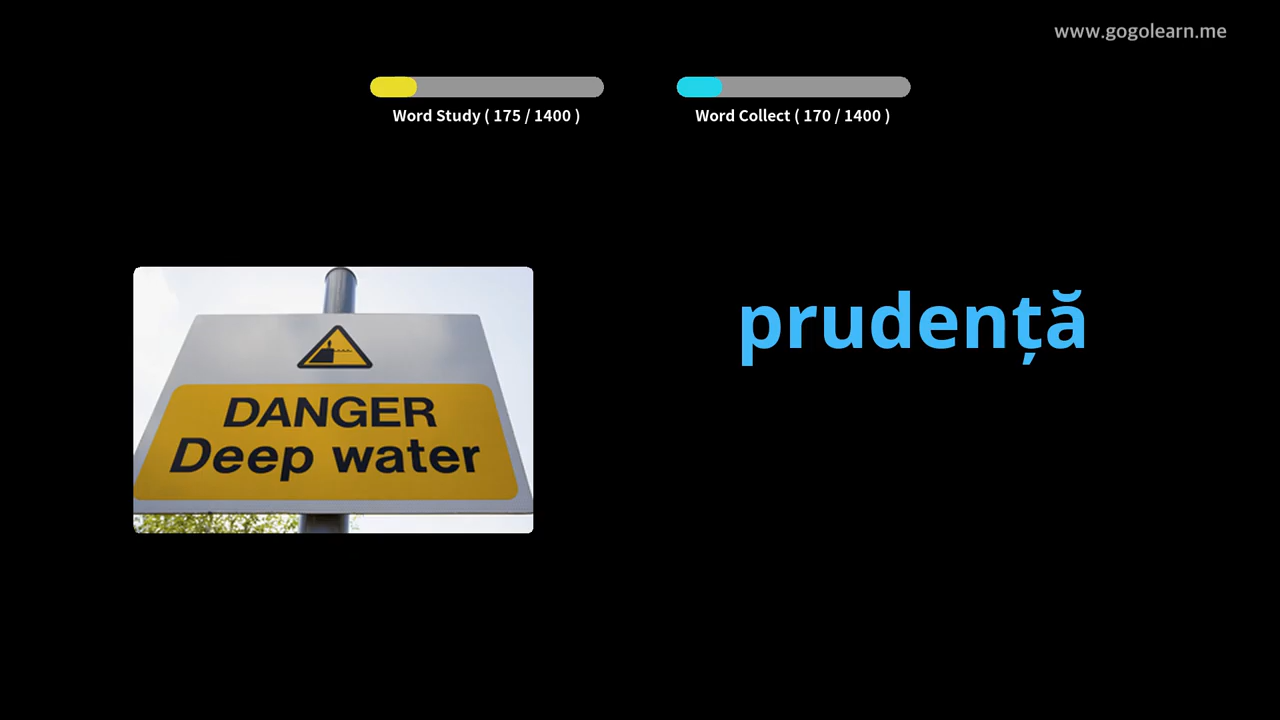 www.gogolearn.me
Word Study ( 175 / 1400 )
Word Collect ( 170 / 1400 )
prudență
DANGER
Deep water